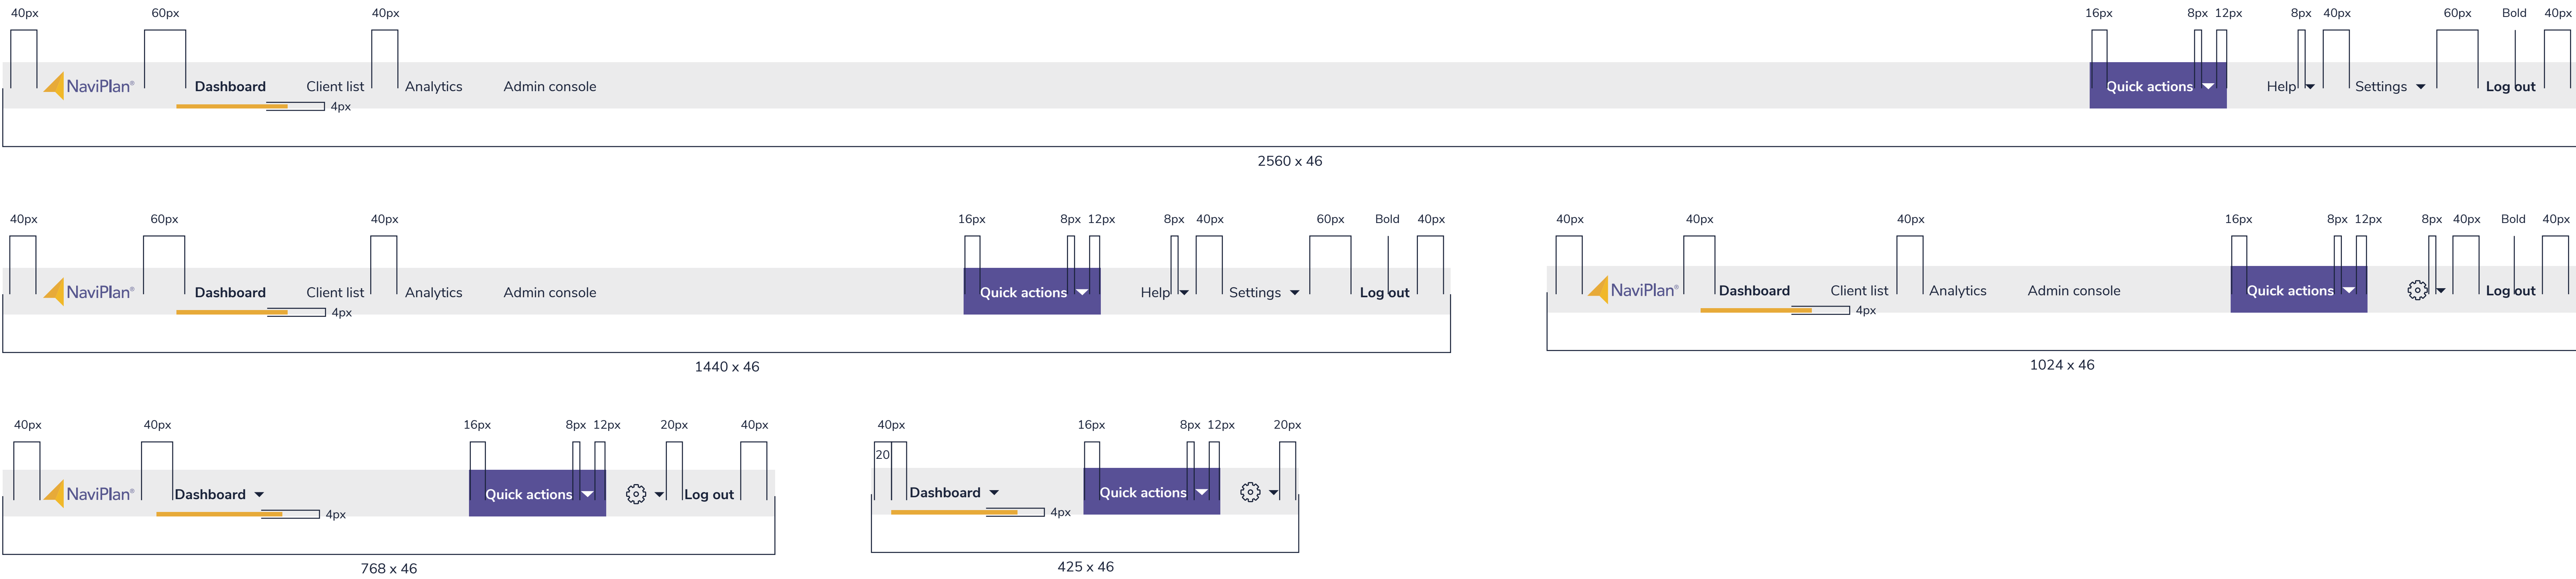 40px 60px 40px 16px 8px 12px 8px 40px 60px Bold 40px
NaviPlan® Dashboard Client list Analytics Admin console Quick actions Help Settings Log out
4px
2560 x 46
40px 60px 40px 16px 8px 12px 8px 40px 60px Bold 40px
NaviPlan® Dashboard Client list Analytics Admin console Quick actions Help Settings Log out
4px
1440 x 46
40px 40px 40px 16px 8px 12px 8px 40px Bold 40px
NaviPlan® Dashboard Client list Analytics Admin console Quick actions Log out
4px
1024 x 46
40px 40px 16px 8px 12px 20px 40px
NaviPlan® Dashboard Quick actions Log out
4px
768 x 46
40px 16px 8px 12px 20px
20
Dashboard Quick actions
4px
425 x 46